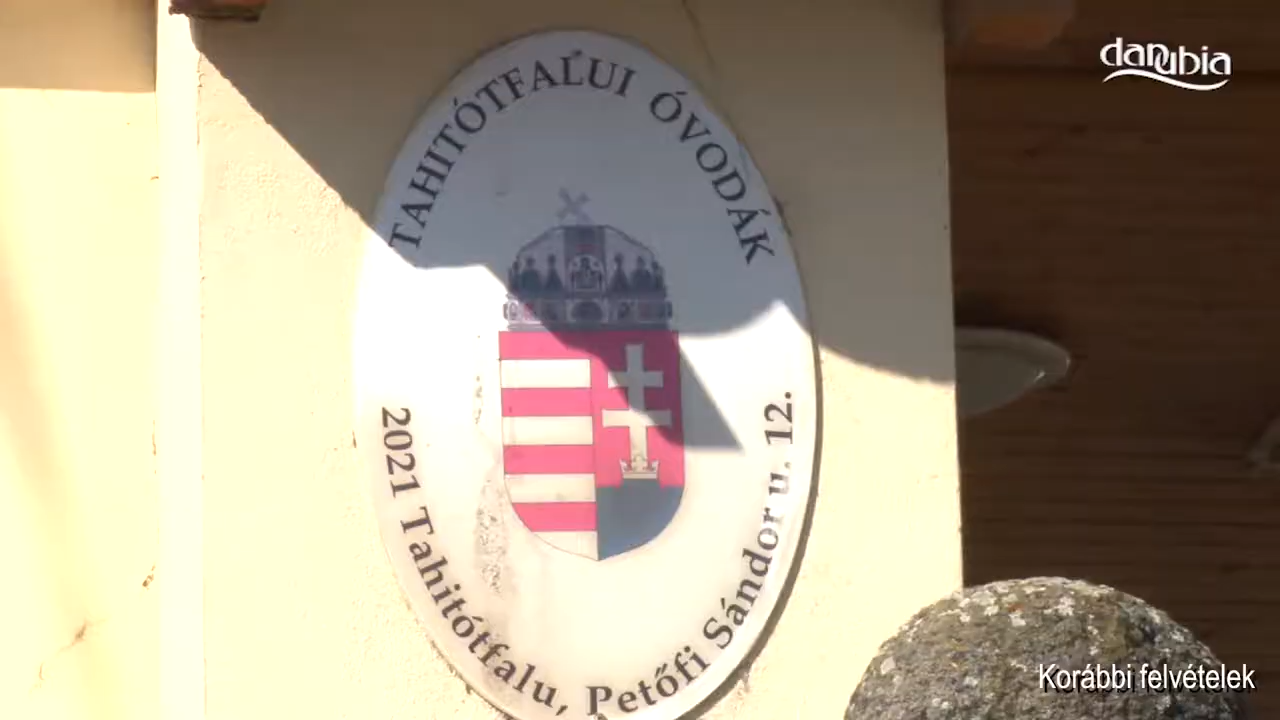 danubia
TAHITÓTFALUI ÓVODÁK
2021 Tahitótfalu, Petőfi Sándor u. 12.
Korábbi felvételek